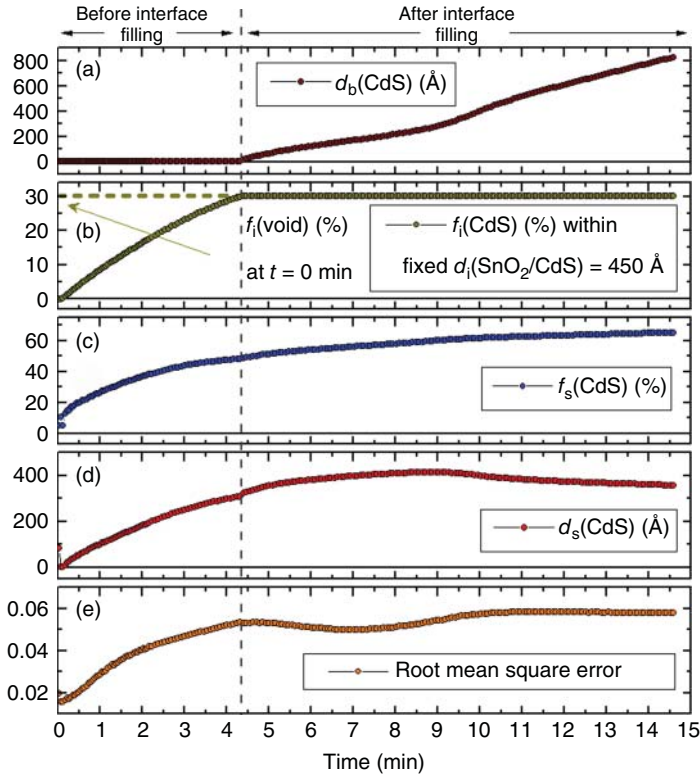 Before interface filling
After interface filling
(a)
d_b(CdS) (Å)
800
600
400
200
0
(b)
f_i(void) (%)
at t = 0 min
f_i(CdS) (%) within
fixed d_i(SnO₂/CdS) = 450 Å
30
20
10
0
(c)
f_s(CdS) (%)
60
40
20
0
(d)
d_s(CdS) (Å)
400
200
0
(e)
Root mean square error
0.06
0.04
0.02
0 1 2 3 4 5 6 7 8 9 10 11 12 13 14 15
Time (min)